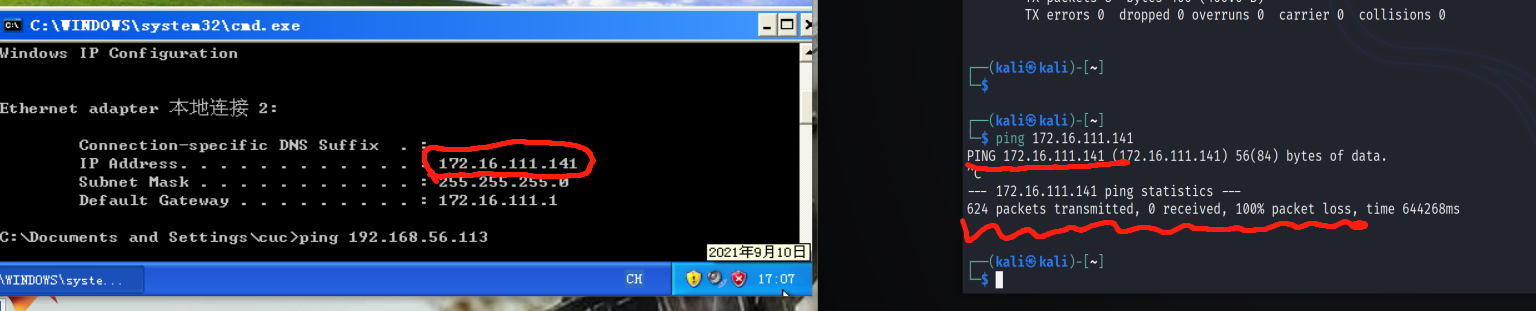 C:\WINDOWS\system32\cmd.exe
Windows IP Configuration
Ethernet adapter 本地连接 2:
Connection-specific DNS Suffix . :
IP Address. . . . . . . . . . . . : 172.16.111.141
Subnet Mask . . . . . . . . . . . : 255.255.255.0
Default Gateway . . . . . . . . . : 172.16.111.1
C:\Documents and Settings\cuc>ping 192.168.56.113
2021年9月10日
\WINDOWS\syste...
CH
17:07
TX errors 0 dropped 0 overruns 0 carrier 0 collisions 0
┌──(kali㉿kali)-[~]
└─$
┌──(kali㉿kali)-[~]
└─$ ping 172.16.111.141
PING 172.16.111.141 (172.16.111.141) 56(84) bytes of data.
^C
--- 172.16.111.141 ping statistics ---
624 packets transmitted, 0 received, 100% packet loss, time 644268ms
┌──(kali㉿kali)-[~]
└─$